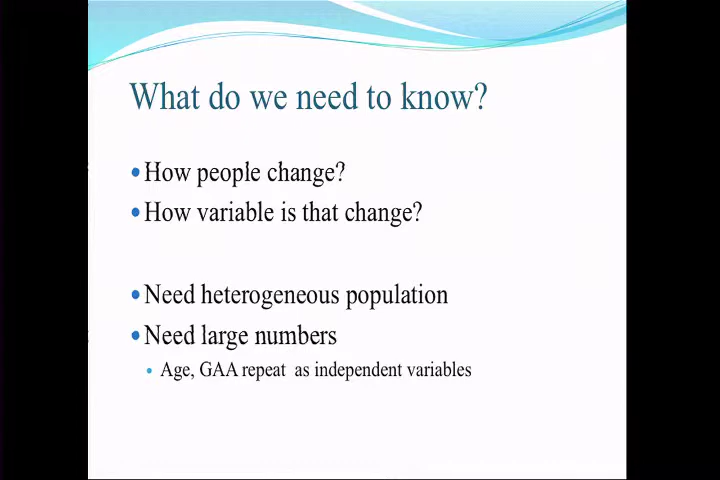 What do we need to know?
•How people change?
•How variable is that change?
•Need heterogeneous population
•Need large numbers
• Age, GAA repeat as independent variables